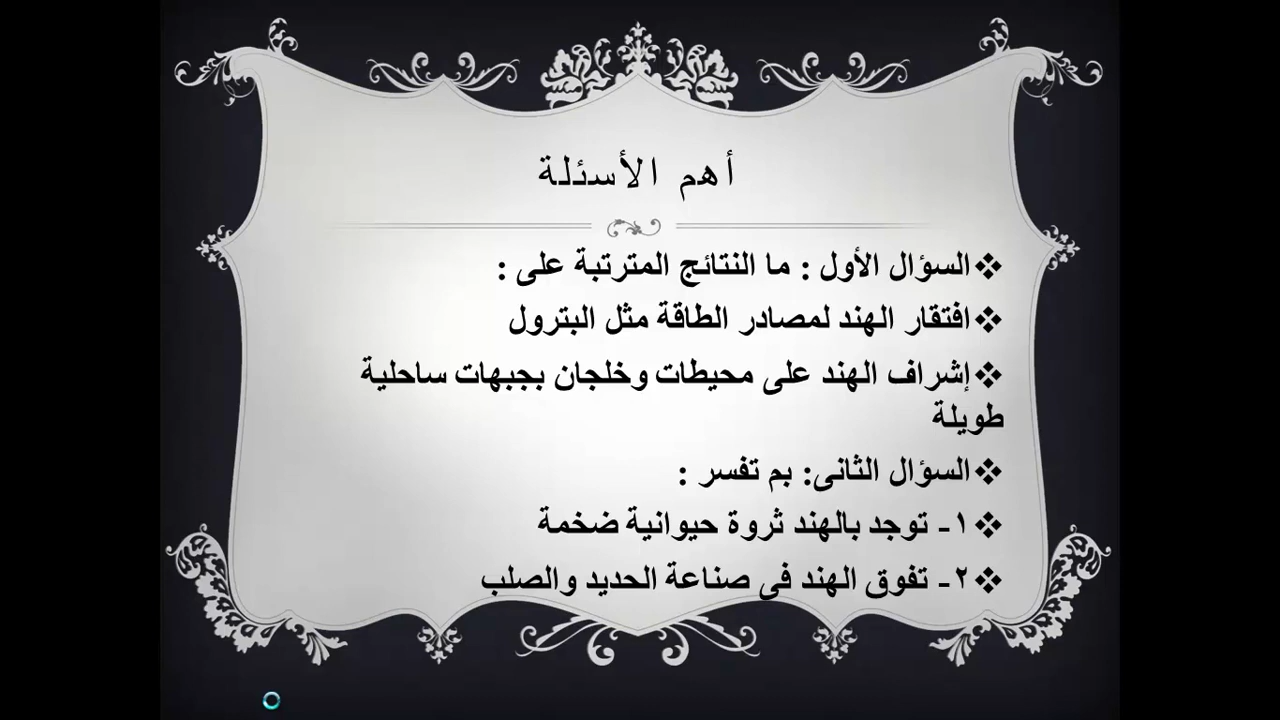 أهم الأسئلة
❖السؤال الأول : ما النتائج المترتبة على :
❖افتقار الهند لمصادر الطاقة مثل البترول
❖إشراف الهند على محيطات وخلجان بجبهات ساحلية
طويلة
❖السؤال الثانى: بم تفسر :
❖١- توجد بالهند ثروة حيوانية ضخمة
❖٢- تفوق الهند فى صناعة الحديد والصلب